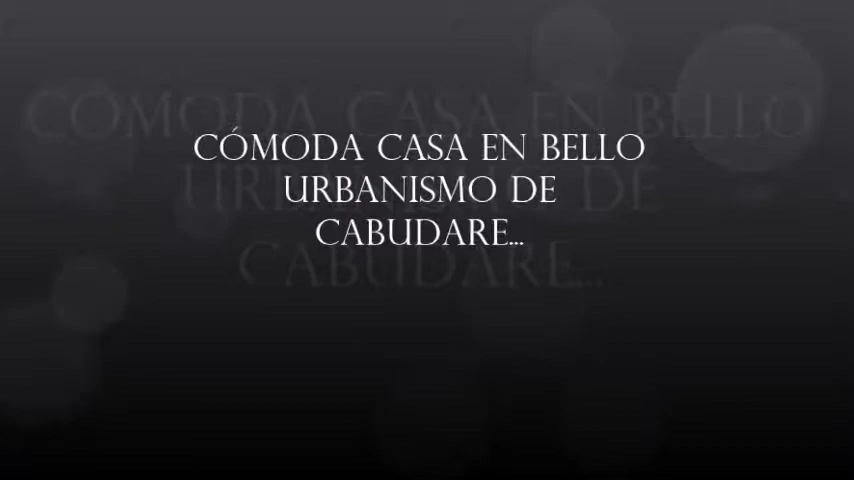 CÓMODA CASA EN BELLO
URBANISMO DE
CABUDARE...